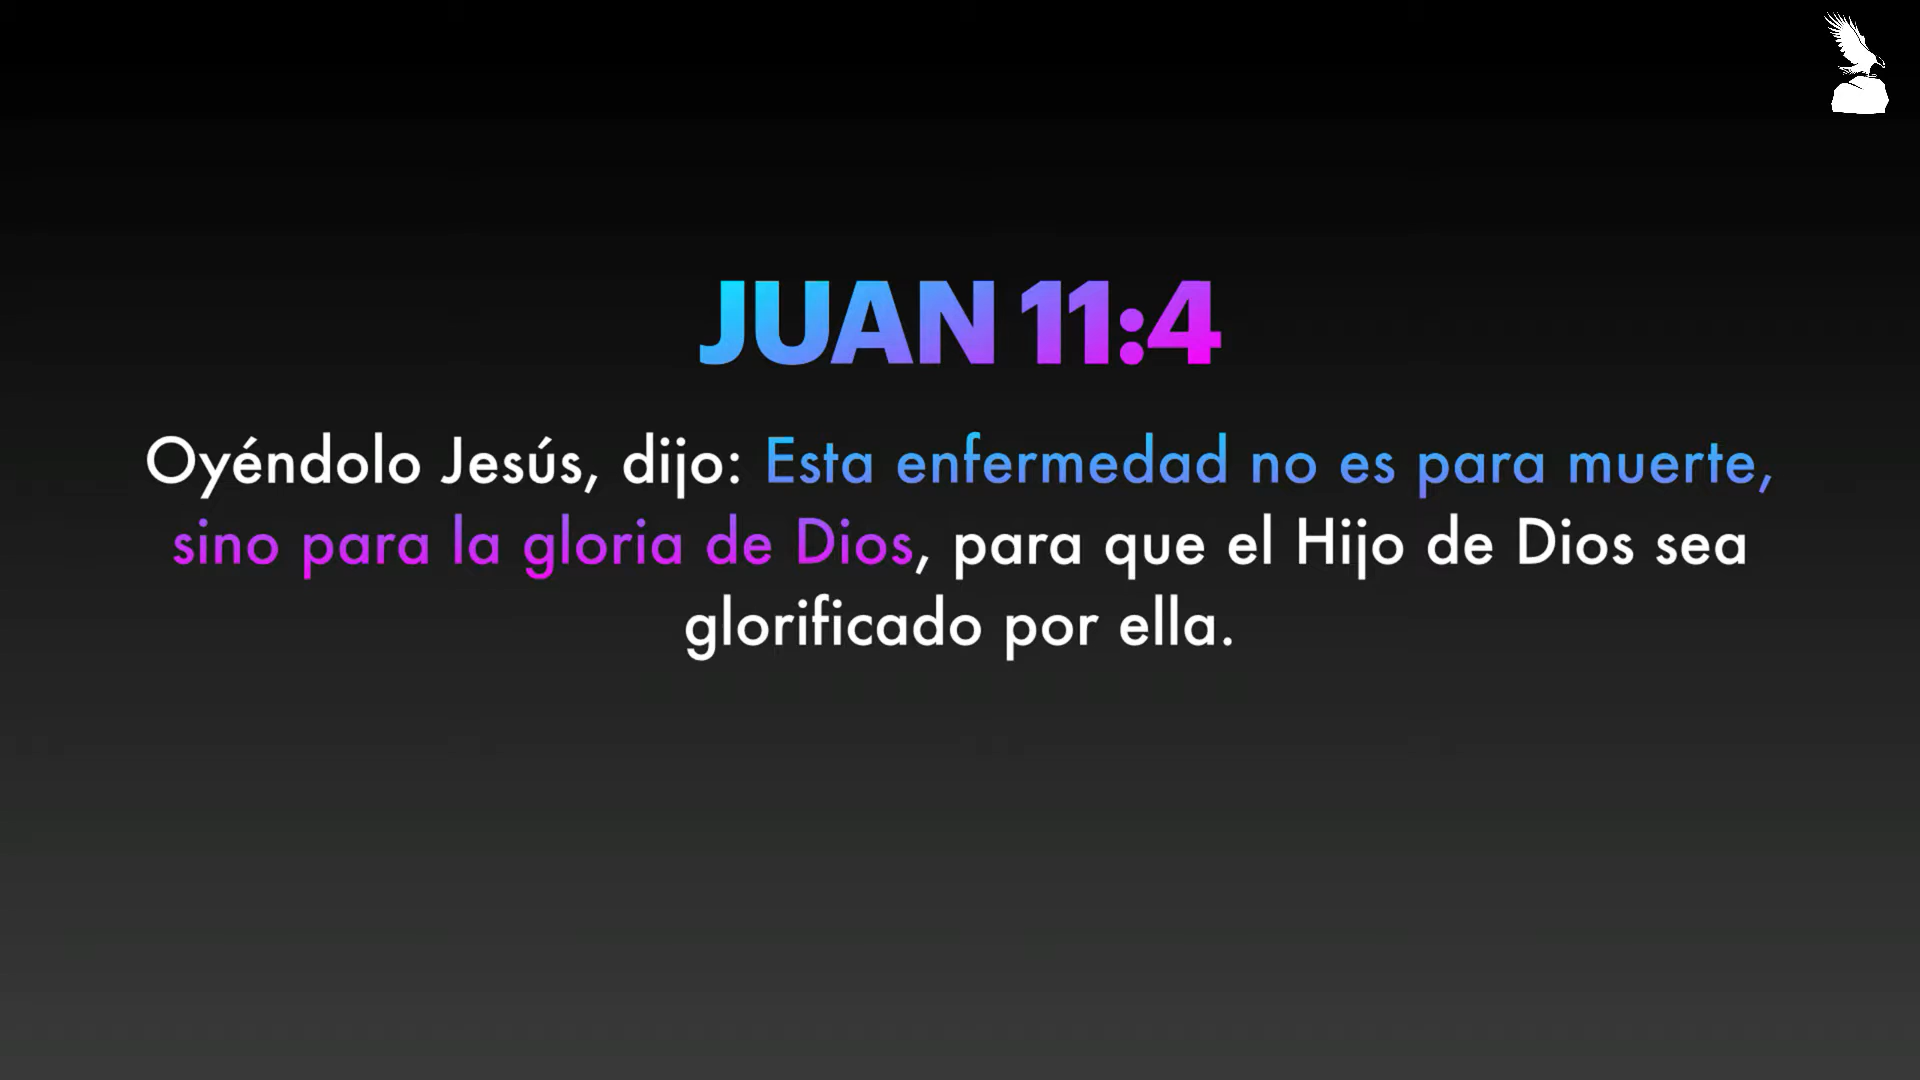 JUAN 11:4
Oyéndolo Jesús, dijo: Esta enfermedad no es para muerte,
sino para la gloria de Dios, para que el Hijo de Dios sea
glorificado por ella.